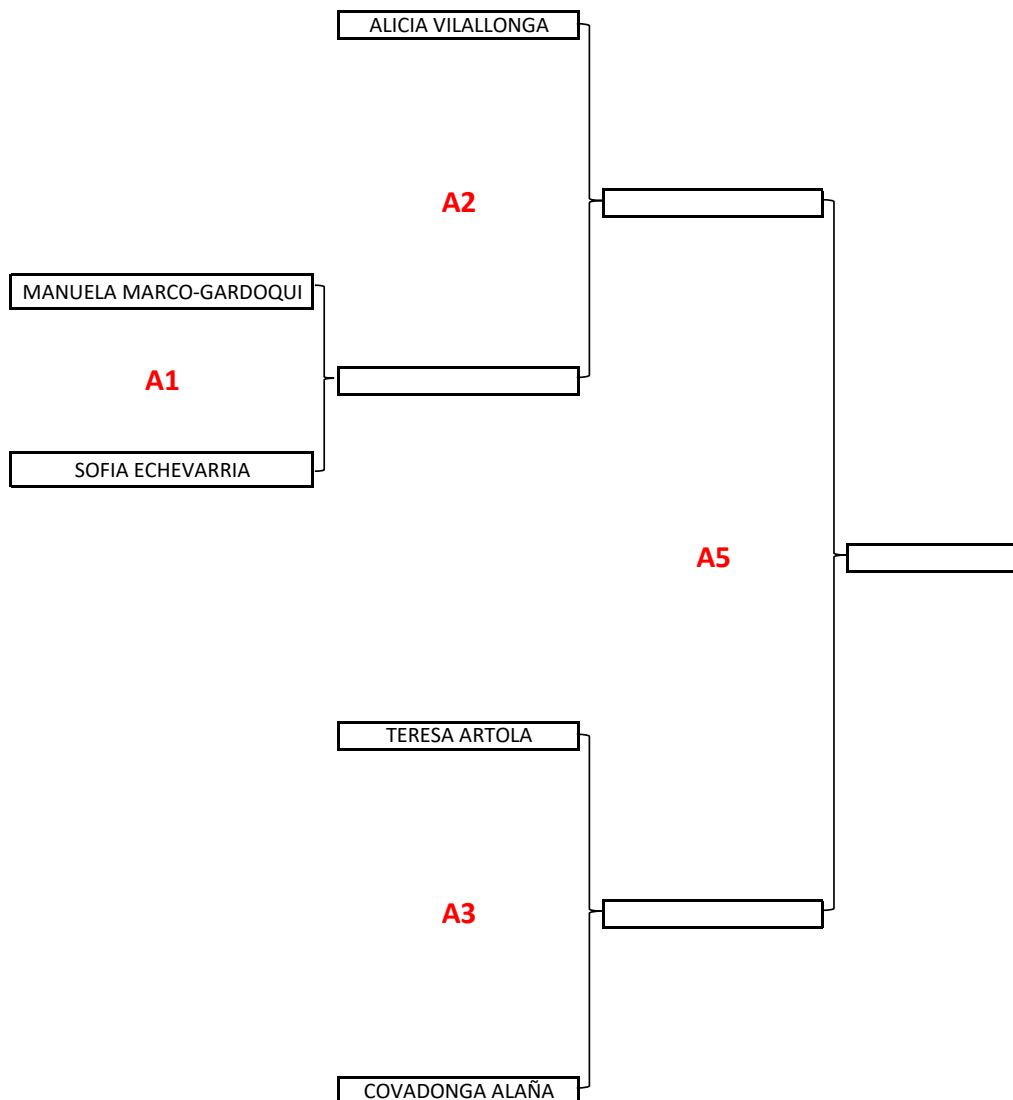 ALICIA VILALLONGA
A2
MANUELA MARCO-GARDOQUI
A1
SOFIA ECHEVARRIA
A5
TERESA ARTOLA
A3
COVADONGA ALAÑA